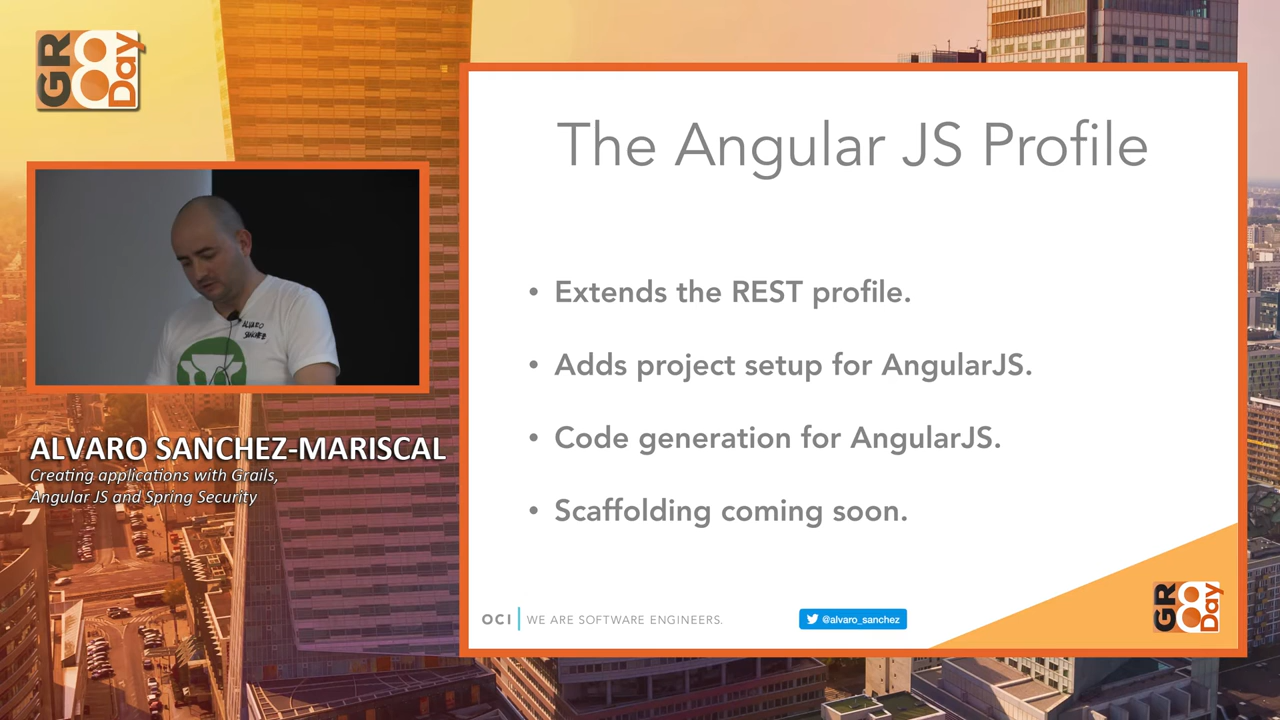 GR8Day
ALVARO
SANCHEZ
ALVARO SANCHEZ-MARISCAL
Creating applications with Grails,
Angular JS and Spring Security
The Angular JS Profile
• Extends the REST profile.
• Adds project setup for AngularJS.
• Code generation for AngularJS.
• Scaffolding coming soon.
OCI | WE ARE SOFTWARE ENGINEERS.
@alvaro_sanchez
GR8Day